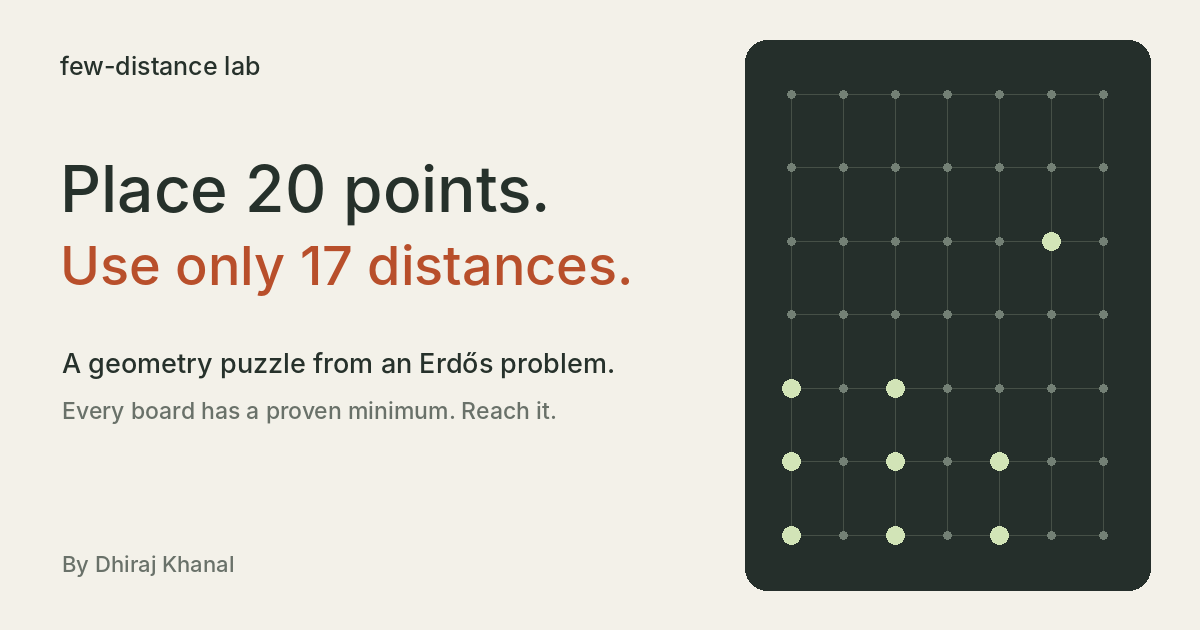 few-distance lab
Place 20 points.
Use only 17 distances.
A geometry puzzle from an Erdős problem.
Every board has a proven minimum. Reach it.
By Dhiraj Khanal